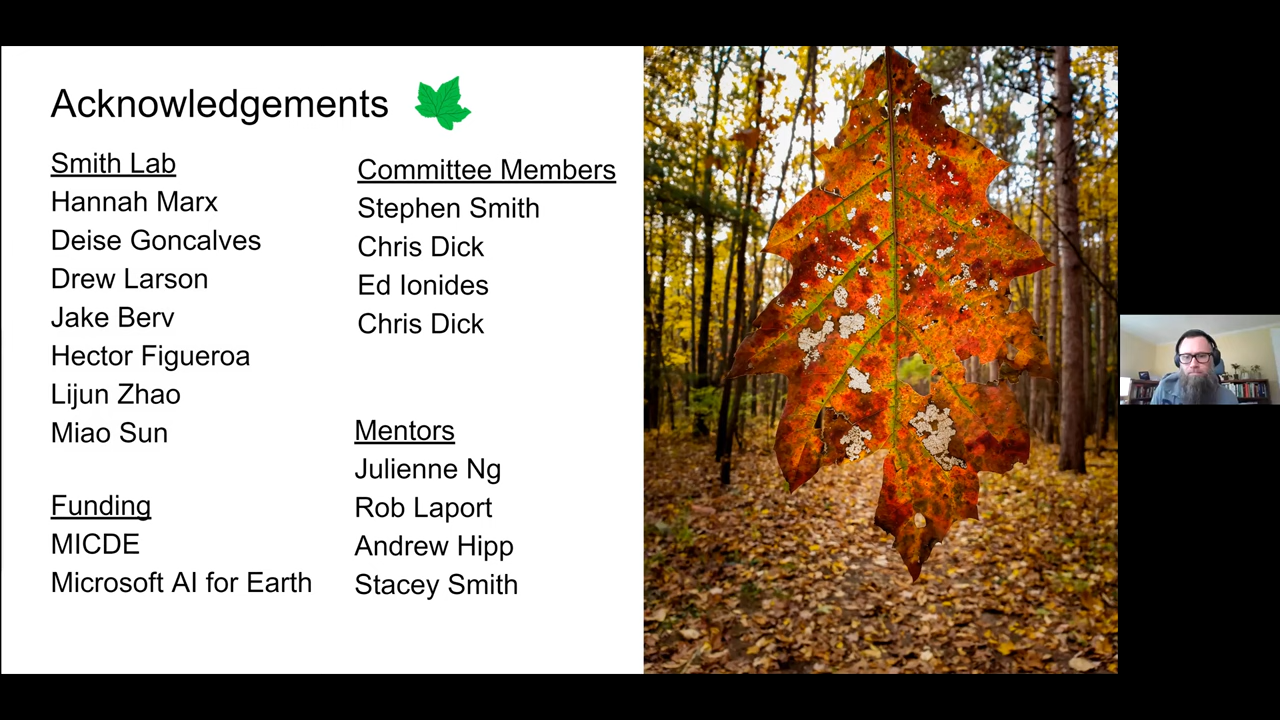 Acknowledgements
Smith Lab
Hannah Marx
Deise Goncalves
Drew Larson
Jake Berv
Hector Figueroa
Lijun Zhao
Miao Sun
Funding
MICDE
Microsoft AI for Earth
Committee Members
Stephen Smith
Chris Dick
Ed Ionides
Chris Dick
Mentors
Julienne Ng
Rob Laport
Andrew Hipp
Stacey Smith